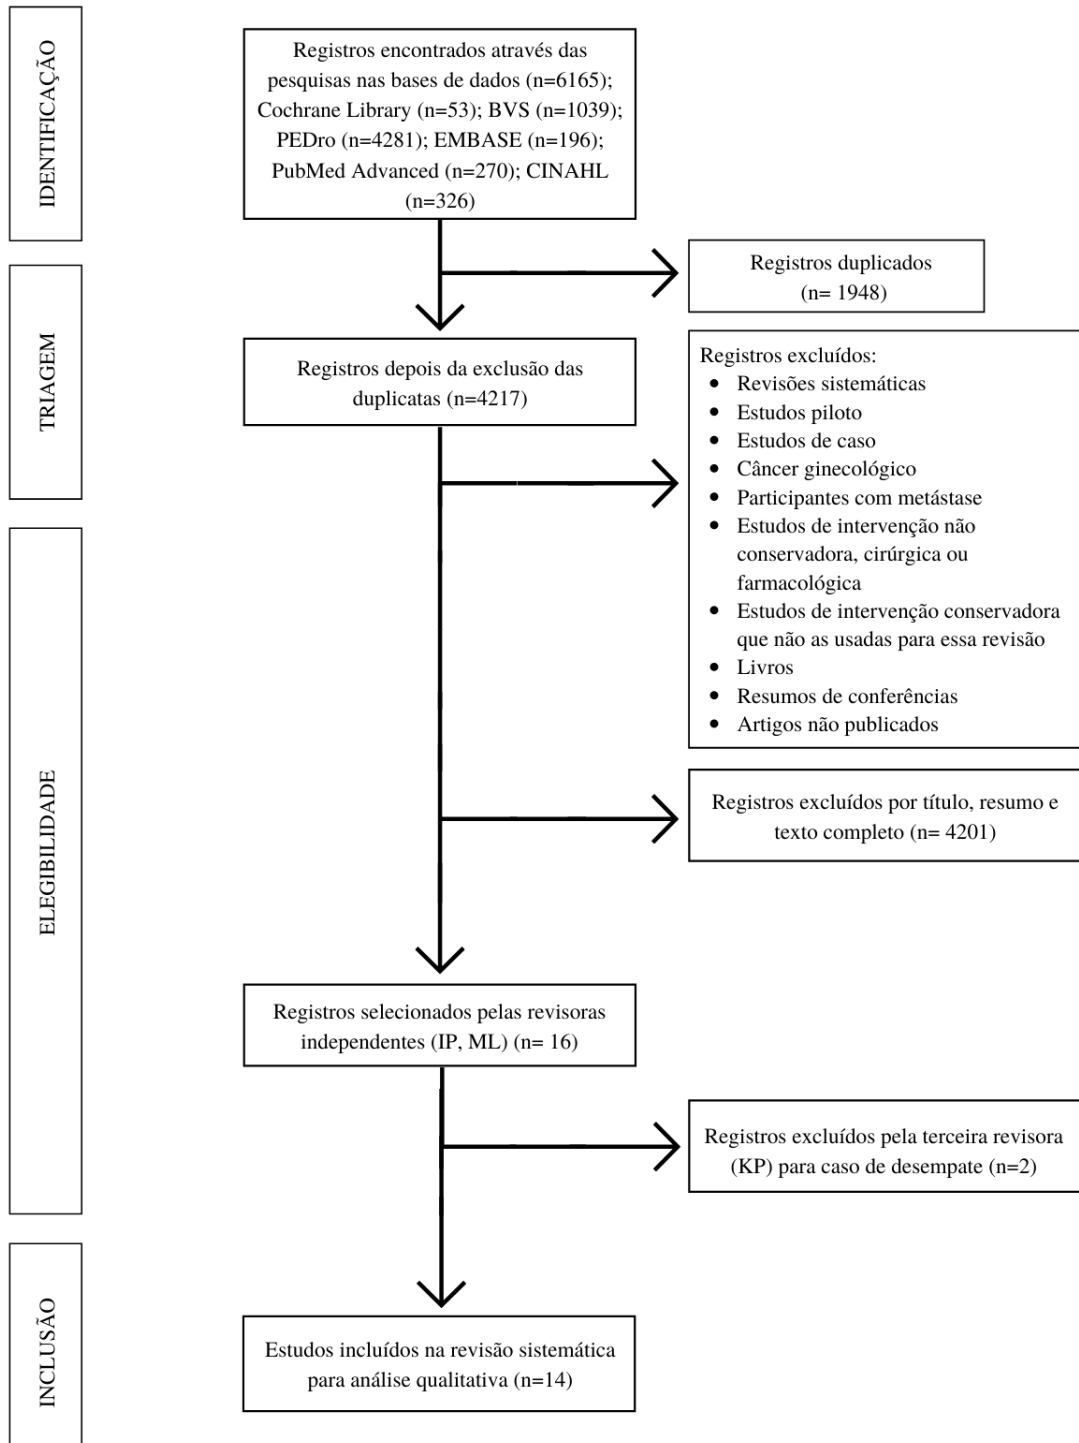 IDENTIFICAÇÃO
Registros encontrados através das
pesquisas nas bases de dados (n=6165);
Cochrane Library (n=53); BVS (n=1039);
PEDro (n=4281); EMBASE (n=196);
PubMed Advanced (n=270); CINAHL
(n=326)
Registros duplicados
(n= 1948)
TRIAGEM
Registros depois da exclusão das
duplicatas (n=4217)
Registros excluídos:
• Revisões sistemáticas
• Estudos piloto
• Estudos de caso
• Câncer ginecológico
• Participantes com metástase
• Estudos de intervenção não
conservadora, cirúrgica ou
farmacológica
• Estudos de intervenção conservadora
que não as usadas para essa revisão
• Livros
• Resumos de conferências
• Artigos não publicados
ELEGIBILIDADE
Registros excluídos por título, resumo e
texto completo (n= 4201)
Registros selecionados pelas revisoras
independentes (IP, ML) (n= 16)
Registros excluídos pela terceira revisora
(KP) para caso de desempate (n=2)
INCLUSÃO
Estudos incluídos na revisão sistemática
para análise qualitativa (n=14)